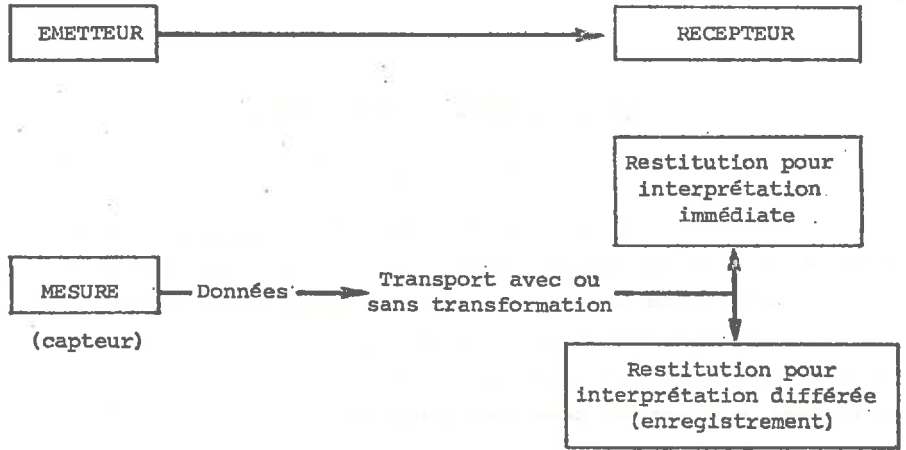 EMETTEUR
RECEPTEUR
Restitution pour
interprétation
immédiate
MESURE
Données
Transport avec ou
sans transformation
(capteur)
Restitution pour
interprétation différée
(enregistrement)